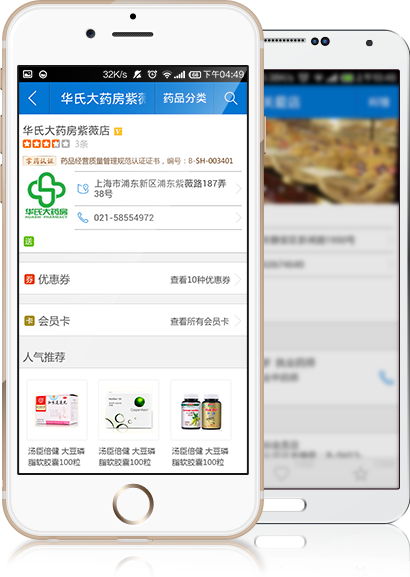 32K/s 下午04:49
华氏大药房紫薇 药品分类
华氏大药房紫薇店 V
3条
掌药认证 药品经营质量管理规范认证证书，编号：B-SH-003401
华氏大药房
HUASHI PHARMACY
上海市浦东新区浦东紫薇路187弄
38号
021-58554972
送
券 优惠券 查看10种优惠券
卡 会员卡 查看所有会员卡
人气推荐
汤臣倍健 大豆磷
脂软胶囊100粒
汤臣倍健 大豆磷
脂软胶囊100粒
汤臣倍健 大豆磷
脂软胶囊100粒